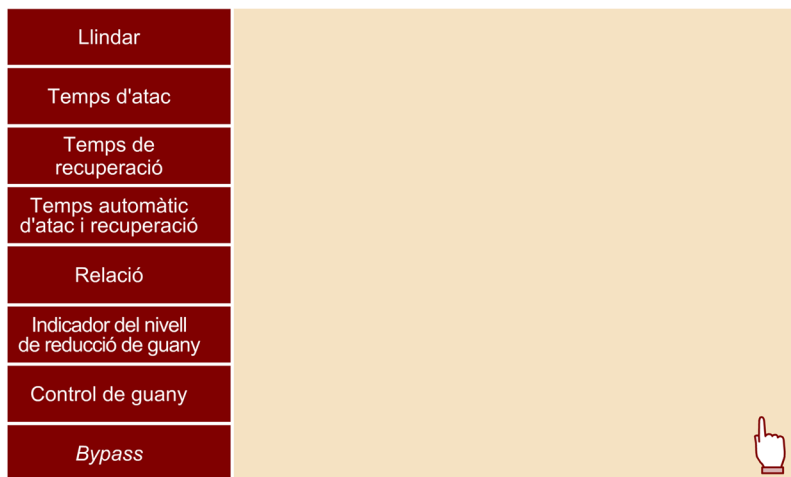 Llindar
Temps d'atac
Temps de
recuperació
Temps automàtic
d'atac i recuperació
Relació
Indicador del nivell
de reducció de guany
Control de guany
Bypass